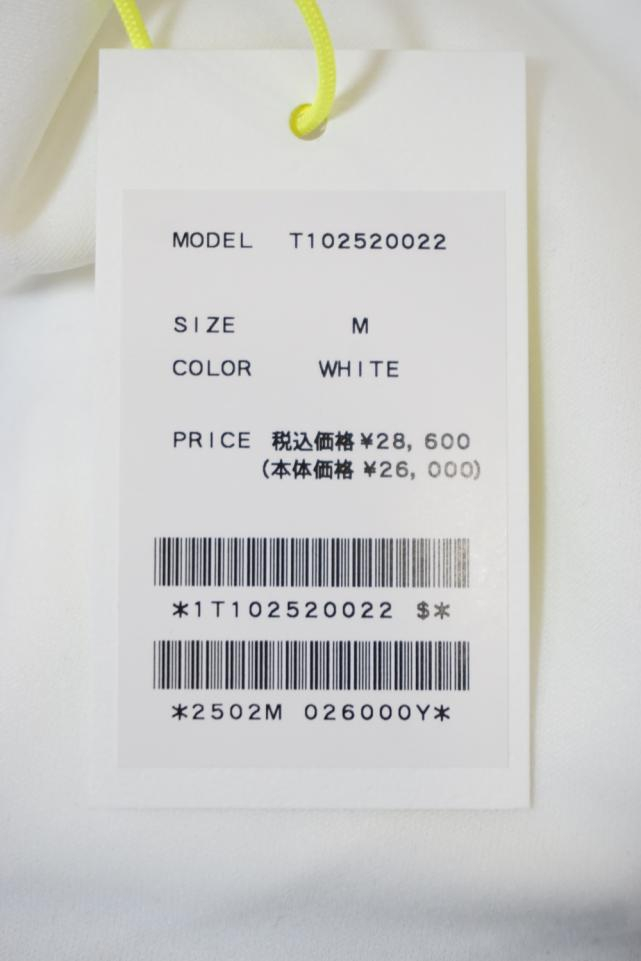 MODEL T102520022
SIZE M
COLOR WHITE
PRICE 税込価格 ¥28,600
(本体価格 ¥26,000)
*1T102520022 $*
*2502M 026000Y*